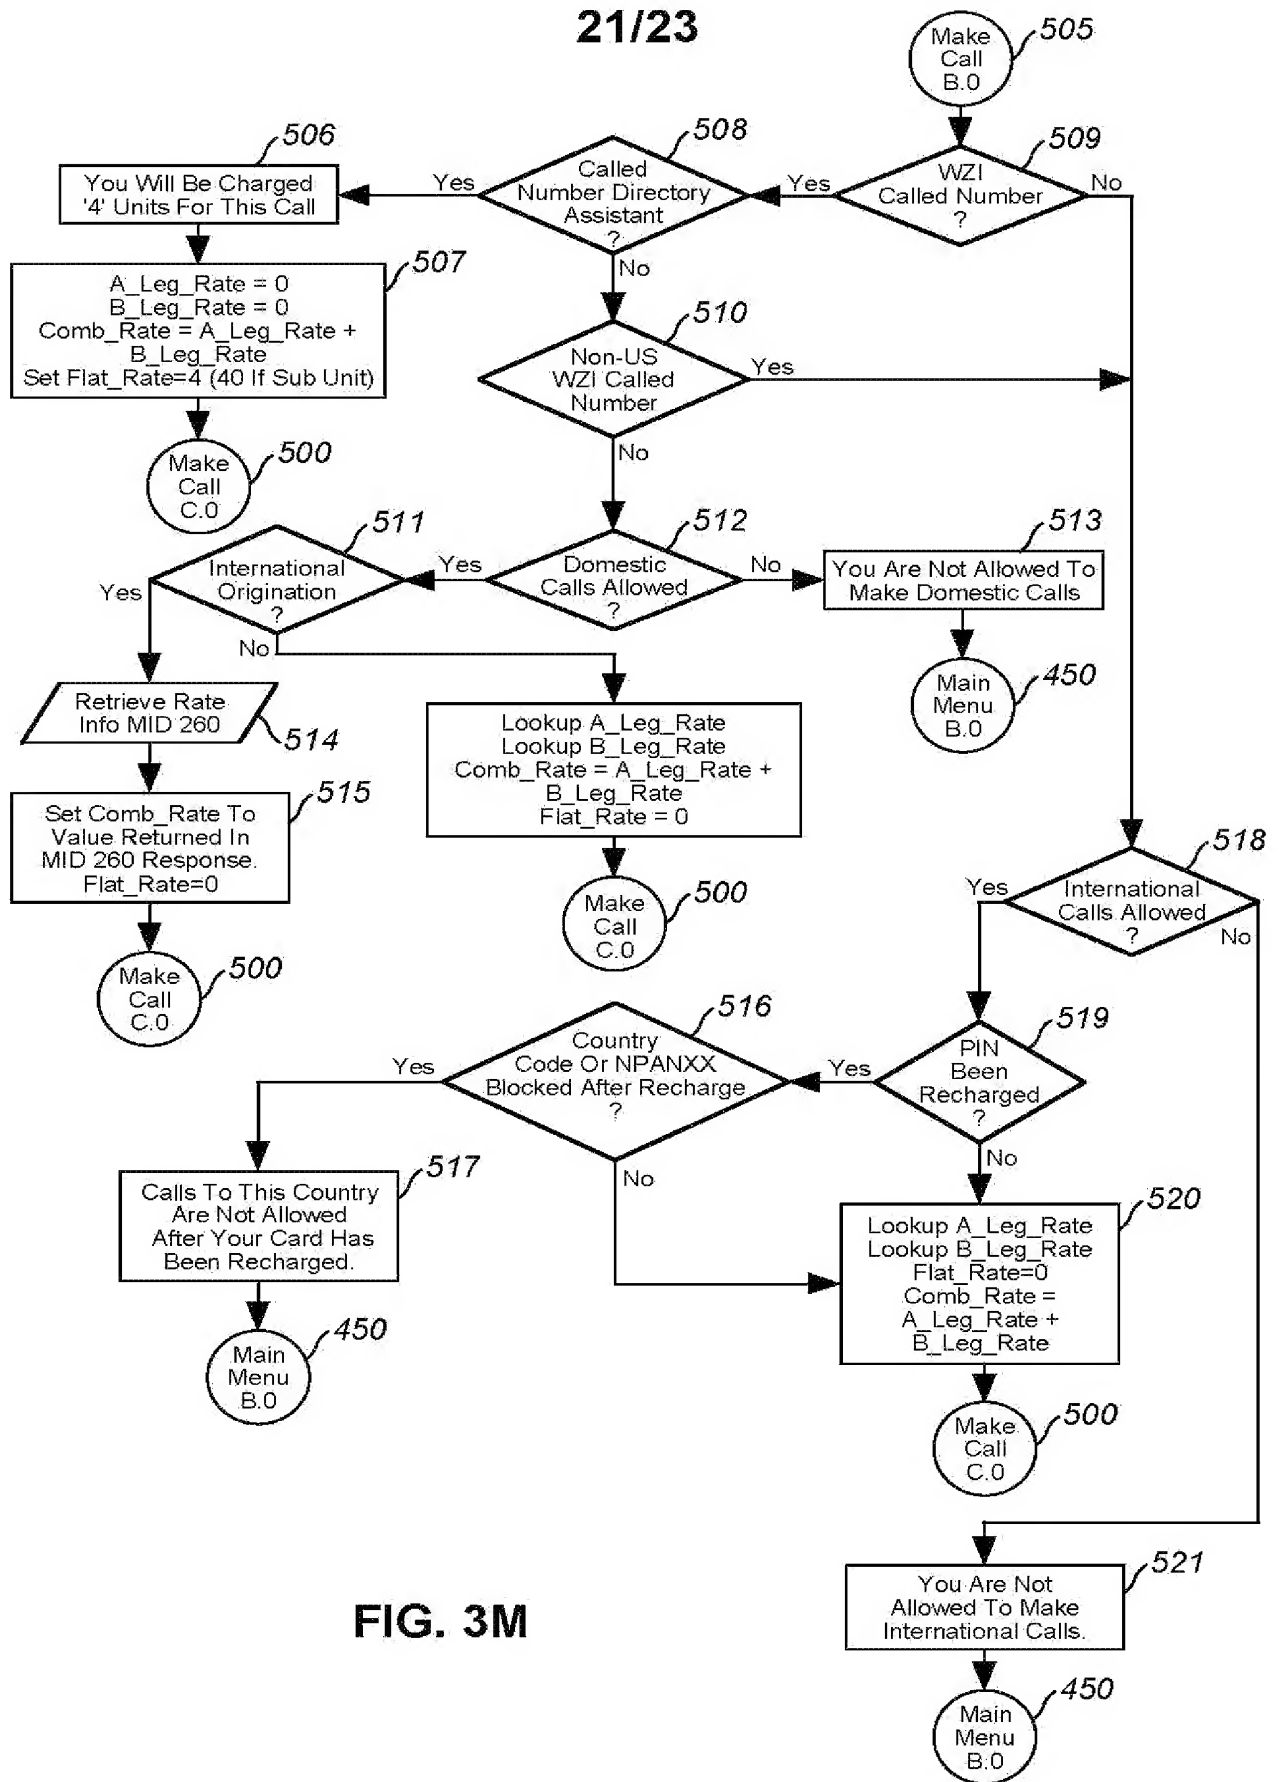 21/23
Make
Call
B.0
505
506
508
509
You Will Be Charged
'4' Units For This Call
Yes
Called
Number Directory
Assistant
?
Yes
WZI
Called Number
?
No
507
A_Leg_Rate = 0
B_Leg_Rate = 0
Comb_Rate = A_Leg_Rate +
B_Leg_Rate
Set Flat_Rate=4 (40 If Sub Unit)
No
510
Non-US
WZI Called
Number
Yes
No
Make
Call
C.0
500
511
512
513
International
Origination
?
Yes
Yes
Domestic
Calls Allowed
?
No
You Are Not Allowed To
Make Domestic Calls
No
Retrieve Rate
Info MID 260
514
Lookup A_Leg_Rate
Lookup B_Leg_Rate
Comb_Rate = A_Leg_Rate +
B_Leg_Rate
Flat_Rate = 0
Main
Menu
B.0
450
515
Set Comb_Rate To
Value Returned In
MID 260 Response.
Flat_Rate=0
518
International
Calls Allowed
?
Yes
No
Make
Call
C.0
500
Make
Call
C.0
500
516
Country
Code Or NPANXX
Blocked After Recharge
?
Yes
Yes
519
PIN
Been
Recharged
?
No
No
517
Calls To This Country
Are Not Allowed
After Your Card Has
Been Recharged.
520
Lookup A_Leg_Rate
Lookup B_Leg_Rate
Flat_Rate=0
Comb_Rate =
A_Leg_Rate +
B_Leg_Rate
Main
Menu
B.0
450
Make
Call
C.0
500
521
You Are Not
Allowed To Make
International Calls.
FIG. 3M
Main
Menu
B.0
450